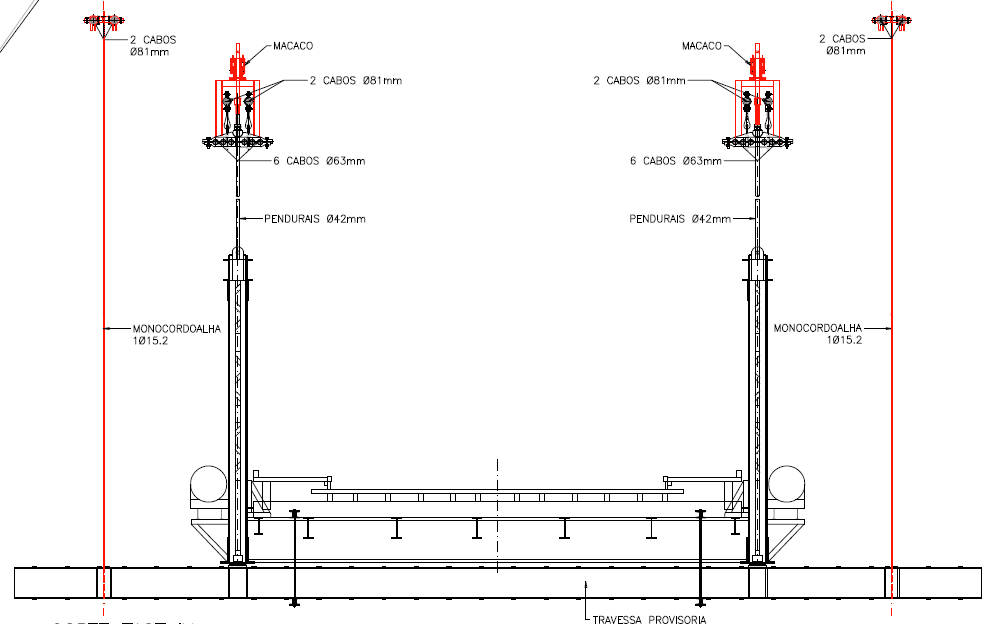 2 CABOS
Ø81mm
MACACO
2 CABOS Ø81mm
6 CABOS Ø63mm
PENDURAIS Ø42mm
MONOCORDOALHA
1Ø15.2
2 CABOS
Ø81mm
MACACO
2 CABOS Ø81mm
6 CABOS Ø63mm
PENDURAIS Ø42mm
MONOCORDOALHA
1Ø15.2
TRAVESSA PROVISORIA